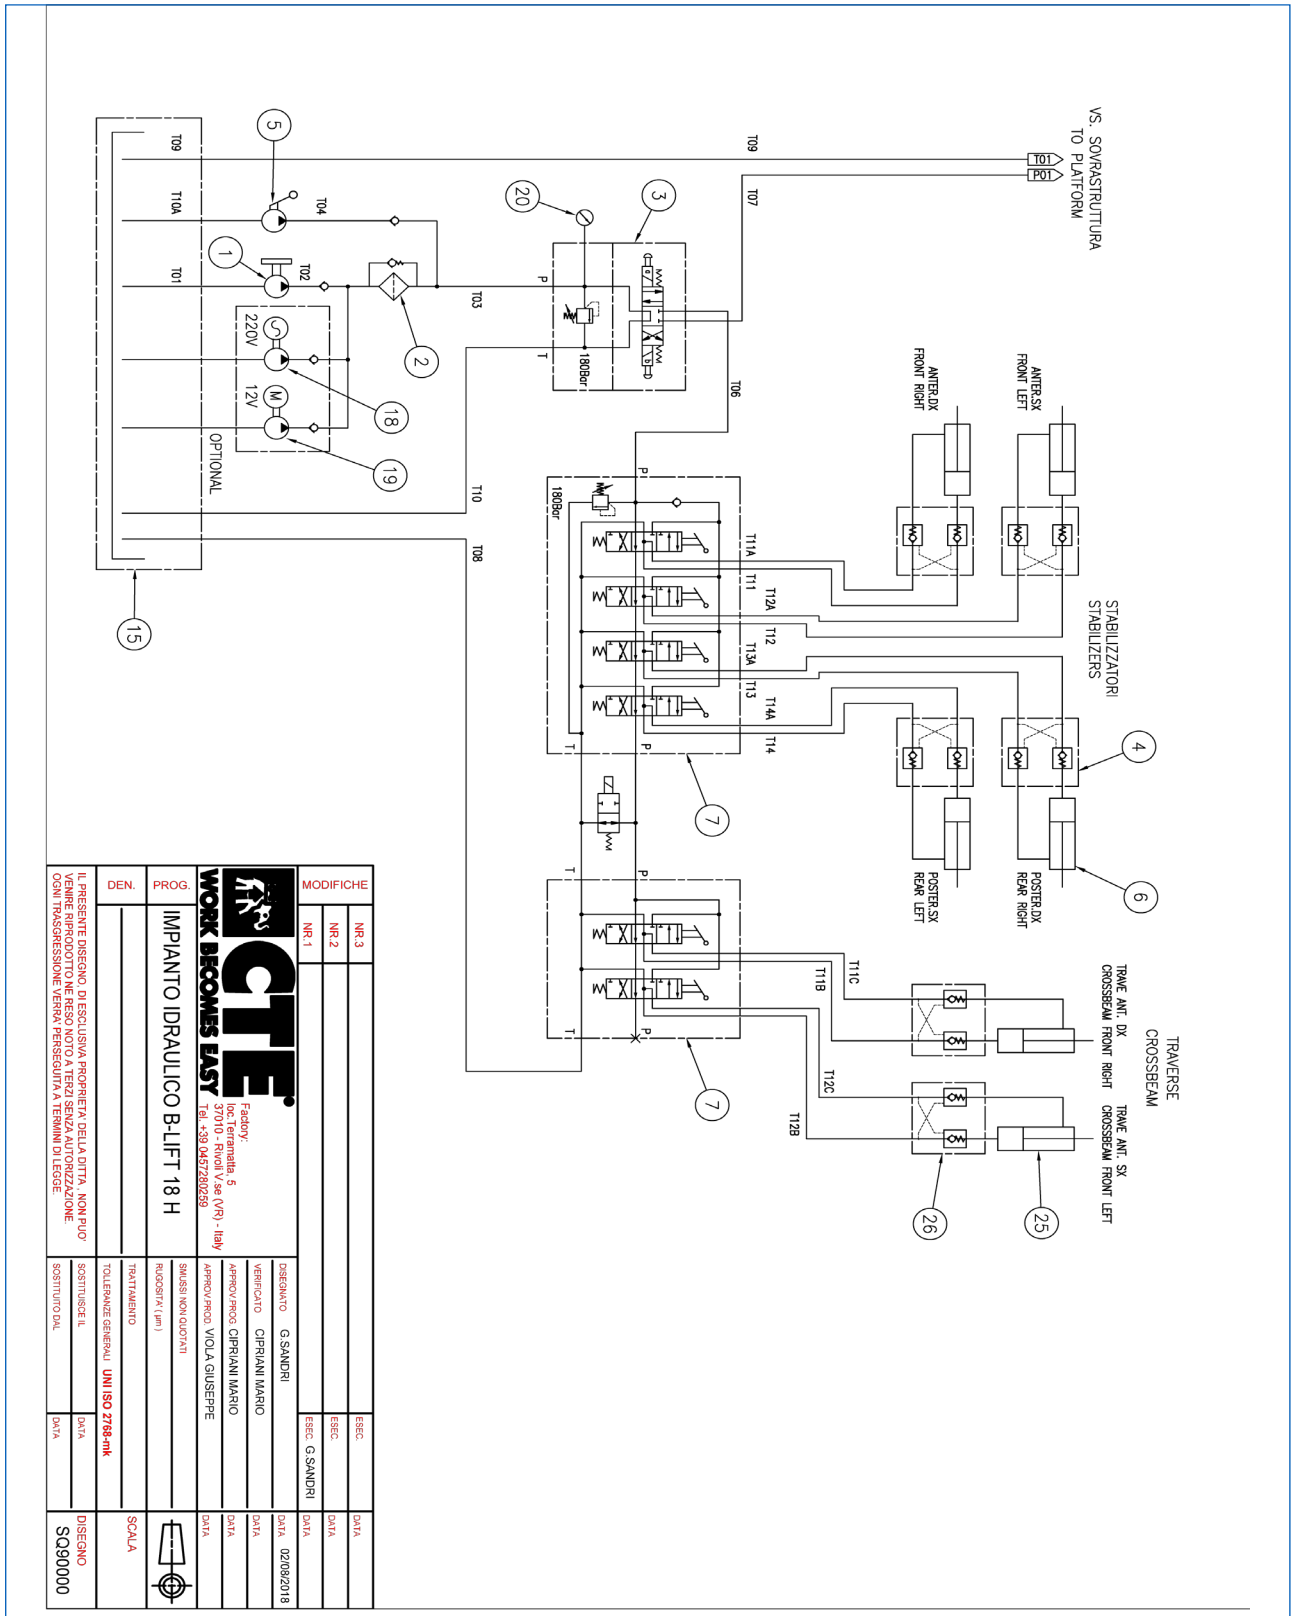 VS. SOVRASTRUTTURA
TO PLATFORM
T01
P01
T09
T07
T09
T10A
T01
T04
T02
T03
5
1
2
20
3
P
T
180Bar
a
b
T06
220V
12V
M
18
19
OPTIONAL
T10
T08
15
ANTER.DX
FRONT RIGHT
ANTER.SX
FRONT LEFT
STABILIZZATORI
STABILIZERS
P
180Bar
T11A
T11
T12A
T12
T13A
T13
T14A
T14
T
P
7
4
6
POSTER.SX
REAR LEFT
POSTER.DX
REAR RIGHT
T
P
T
P
7
T11C
T11B
T12C
T12B
TRAVERSE
CROSSBEAM
TRAVE ANT. DX
CROSSBEAM FRONT RIGHT
TRAVE ANT. SX
CROSSBEAM FRONT LEFT
25
26
MODIFICHE
NR.3
ESEC.
DATA
NR.2
ESEC.
DATA
NR.1
ESEC. G.SANDRI
DATA
CTE
WORK BECOMES EASY
Factory:
loc.Terramatta, 5
37010 - Rivoli V.se (VR) - Italy
Tel. +39 0457280259
DISEGNATO G.SANDRI
DATA 02/08/2018
VERIFICATO CIPRIANI MARIO
DATA
APPROV.PROG. CIPRIANI MARIO
DATA
APPROV.PROD. VIOLA GIUSEPPE
DATA
PROG.
IMPIANTO IDRAULICO B-LIFT 18 H
SMUSSI NON QUOTATI
RUGOSITA' ( µm )
DEN.
TRATTAMENTO
TOLLERANZE GENERALI UNI ISO 2768-mk
SCALA
IL PRESENTE DISEGNO, DI ESCLUSIVA PROPRIETA' DELLA DITTA , NON PUO'
VENIRE RIPRODOTTO NE RESO NOTO A TERZI SENZA AUTORIZZAZIONE.
OGNI TRASGRESSIONE VERRA' PERSEGUITA A TERMINI DI LEGGE.
SOSTITUISCE IL
DATA
SOSTITUITO DAL
DATA
DISEGNO
SQ90000